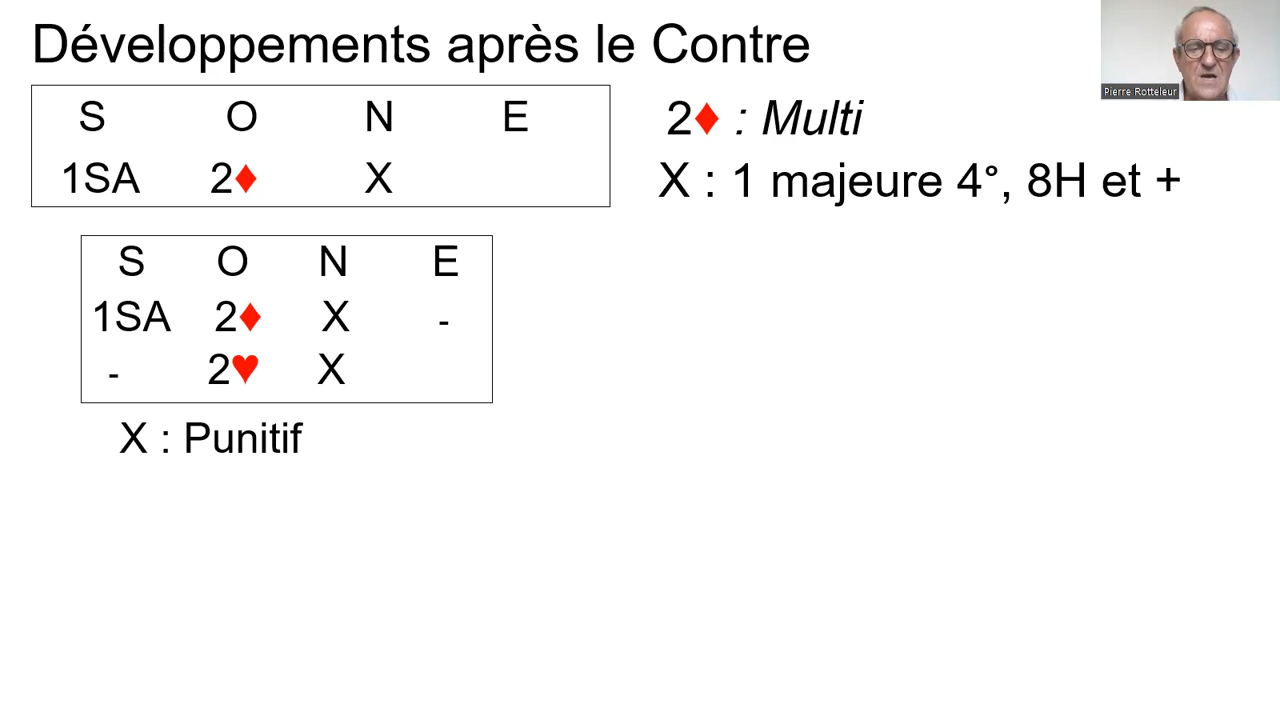 Développements après le Contre
S O N E
1SA 2♦ X
2♦ : Multi
X : 1 majeure 4°, 8H et +
S O N E
1SA 2♦ X -
- 2♥ X
X : Punitif
Pierre Rotteleur